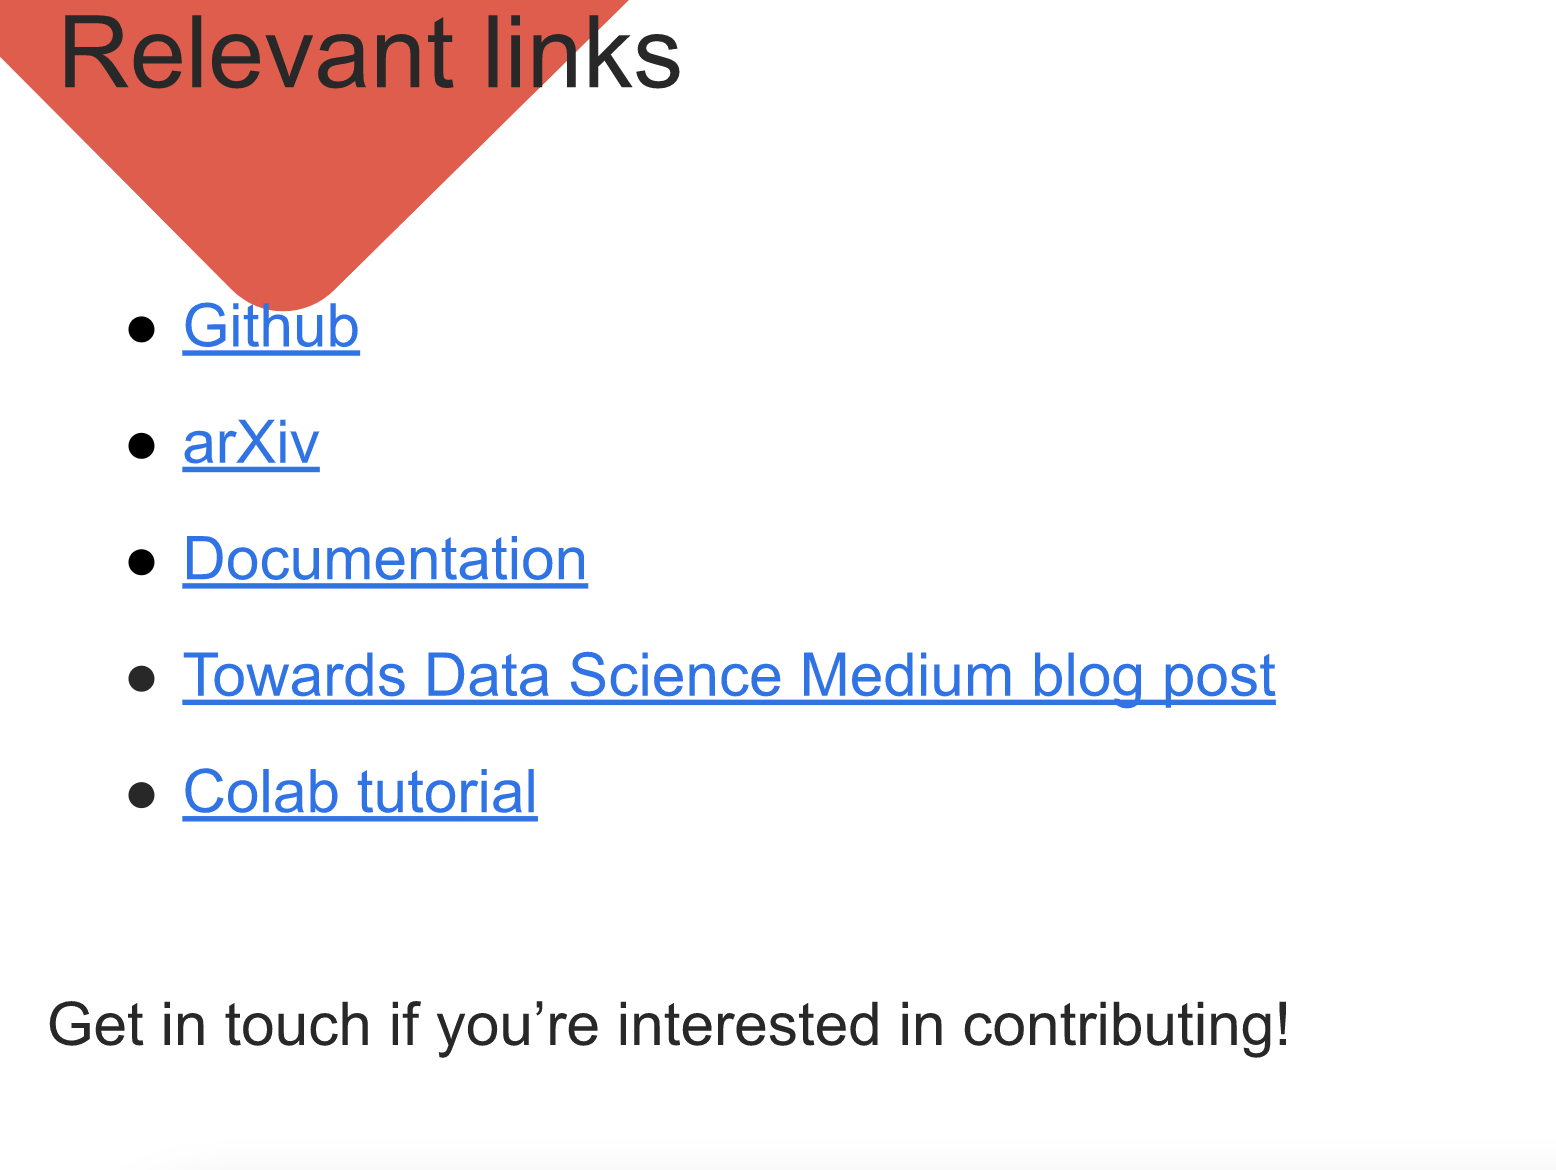 Relevant links
● Github
● arXiv
● Documentation
● Towards Data Science Medium blog post
● Colab tutorial
Get in touch if you’re interested in contributing!